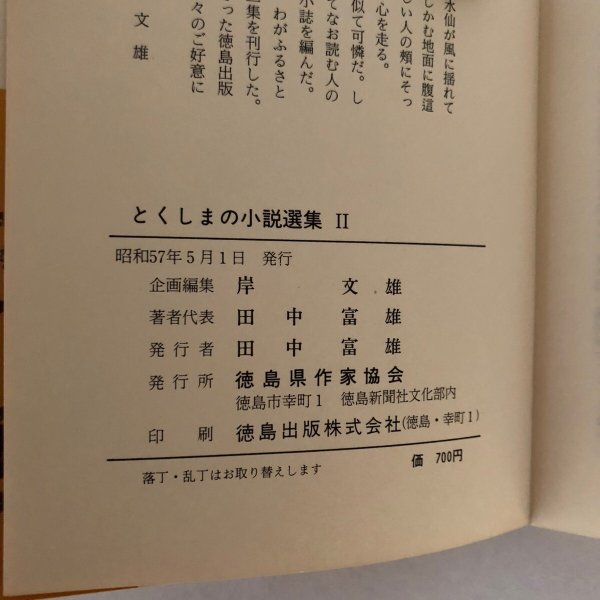 水仙が風に揺れて
しかむ地面に腹這
しい人の頰にそっ
心を走る。
似て可憐だ。し
てなお読む人の
小誌を編んだ。
わがふるさと
集を刊行した。
った徳島出版
々のご好意に
文雄
とくしまの小説選集 II
昭和57年5月1日 発行
企画編集 岸 文雄
著者代表 田中富雄
発行者 田中富雄
発行所 徳島県作家協会
徳島市幸町1 徳島新聞社文化部内
印刷 徳島出版株式会社(徳島・幸町1)
落丁・乱丁はお取り替えします
価 700円